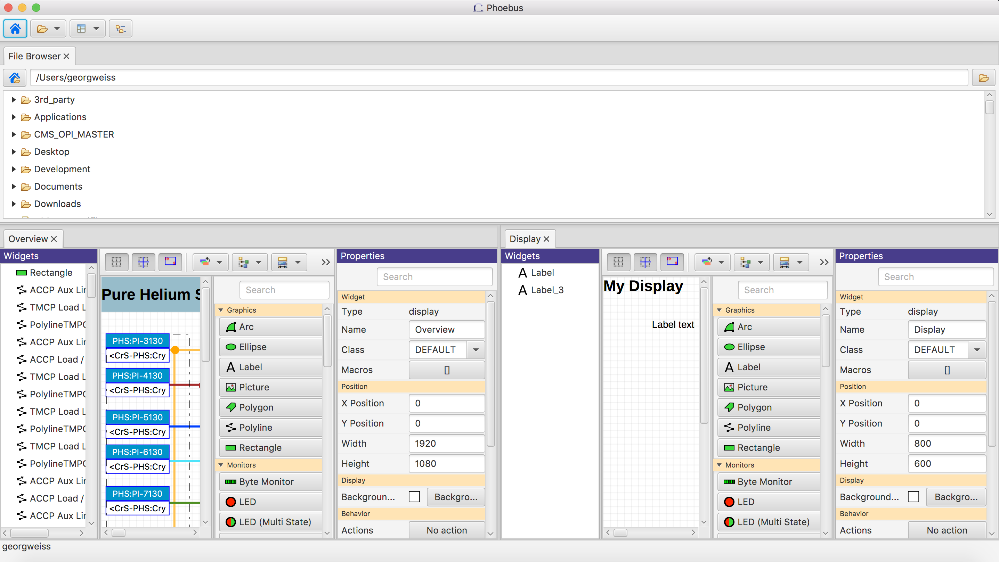 Phoebus
File Browser
/Users/georgweiss
3rd_party
Applications
CMS_OPI_MASTER
Desktop
Development
Documents
Downloads
Overview
Widgets
Rectangle
ACCP Aux Lir
TMCP Load L
PolylineTMPC
ACCP Aux Lir
ACCP Load /
TMCP Load L
PolylineTMPC
TMCP Load L
PolylineTMPC
TMCP Load L
PolylineTMPC
ACCP Aux Lir
ACCP Load /
ACCP Aux Lir
Pure Helium S
PHS:PI-3130
<CrS-PHS:Cry
PHS:PI-4130
<CrS-PHS:Cry
PHS:PI-5130
<CrS-PHS:Cry
PHS:PI-6130
<CrS-PHS:Cry
PHS:PI-7130
<CrS-PHS:Cry
Search
Graphics
Arc
Ellipse
Label
Picture
Polygon
Polyline
Rectangle
Monitors
Byte Monitor
LED
LED (Multi State)
Properties
Search
Widget
Type display
Name Overview
Class DEFAULT
Macros []
Position
X Position 0
Y Position 0
Width 1920
Height 1080
Display
Backgroun... Backgro...
Behavior
Actions No action
Display
Widgets
Label
Label_3
My Display
Label text
Search
Graphics
Arc
Ellipse
Label
Picture
Polygon
Polyline
Rectangle
Monitors
Byte Monitor
LED
LED (Multi State)
Properties
Search
Widget
Type display
Name Display
Class DEFAULT
Macros []
Position
X Position 0
Y Position 0
Width 800
Height 600
Display
Background... Backgro...
Behavior
Actions No action
georgweiss